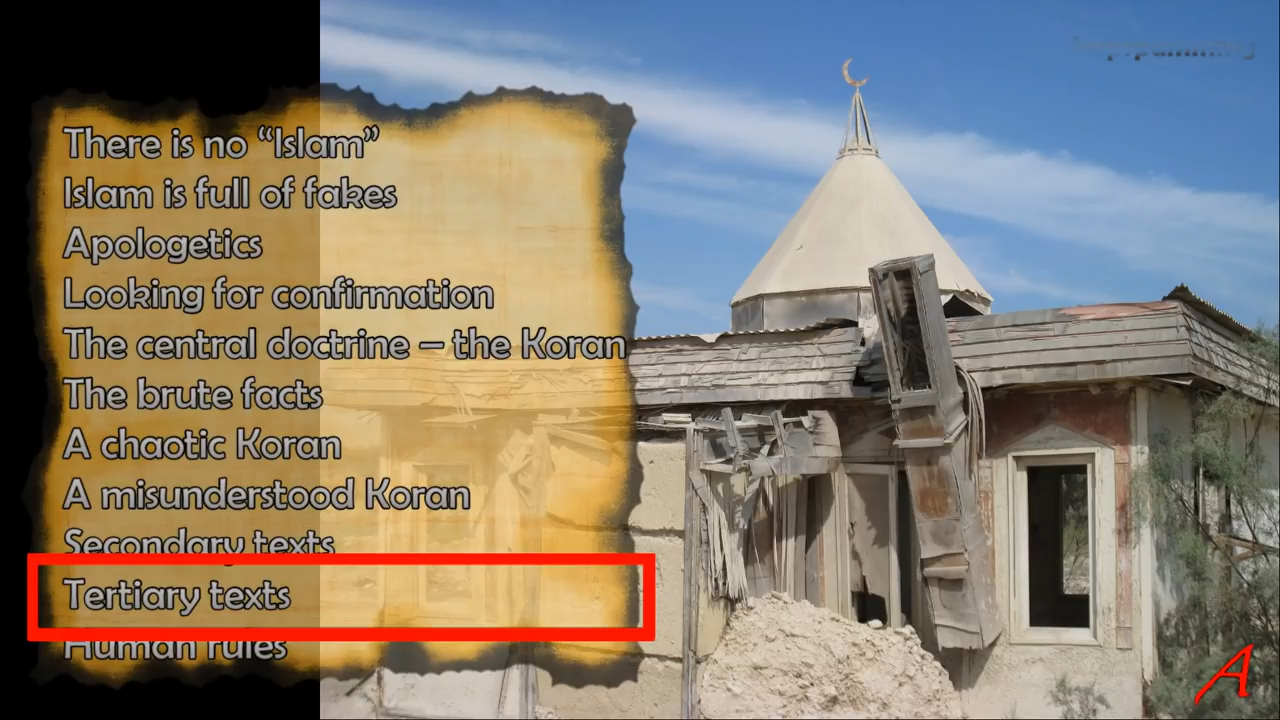 There is no “Islam”
Islam is full of fakes
Apologetics
Looking for confirmation
The central doctrine – the Koran
The brute facts
A chaotic Koran
A misunderstood Koran
Secondary texts
Tertiary texts
Human rules
A